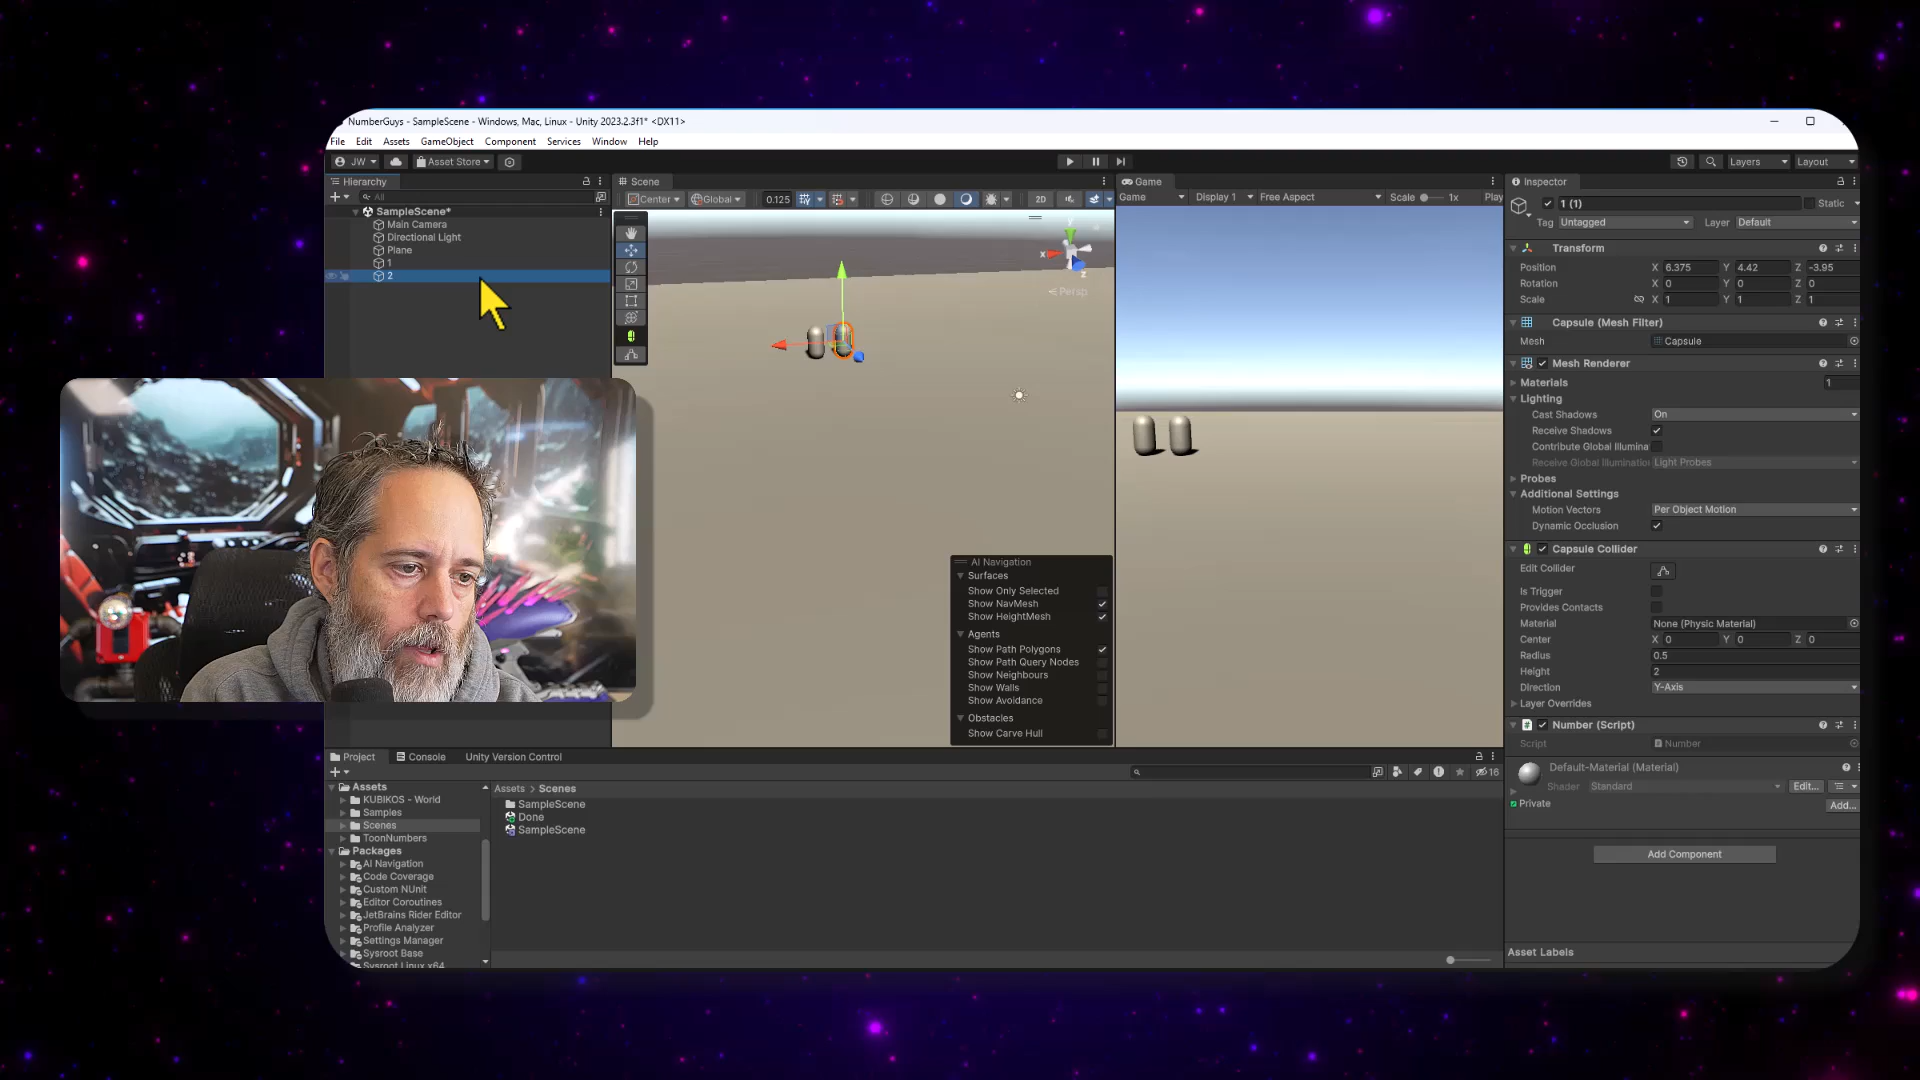 NumberGuys - SampleScene - Windows, Mac, Linux - Unity 2023.2.3f1* <DX11>
File Edit Assets GameObject Component Services Window Help
JW Asset Store Layers Layout
Hierarchy
All
SampleScene*
Main Camera
Directional Light
Plane
1
2
Scene
Center Global 0.125 2D
y
x
z
Persp
AI Navigation
Surfaces
Show Only Selected
Show NavMesh
Show HeightMesh
Agents
Show Path Polygons
Show Path Query Nodes
Show Neighbours
Show Walls
Show Avoidance
Obstacles
Show Carve Hull
Game
Game Display 1 Free Aspect Scale 1x Play
Inspector
1 (1) Static
Tag Untagged Layer Default
Transform
Position X 6.375 Y 4.42 Z -3.95
Rotation X 0 Y 0 Z 0
Scale X 1 Y 1 Z 1
Capsule (Mesh Filter)
Mesh Capsule
Mesh Renderer
Materials 1
Lighting
Cast Shadows On
Receive Shadows
Contribute Global Illumina
Receive Global Illumination Light Probes
Probes
Additional Settings
Motion Vectors Per Object Motion
Dynamic Occlusion
Capsule Collider
Edit Collider
Is Trigger
Provides Contacts
Material None (Physic Material)
Center X 0 Y 0 Z 0
Radius 0.5
Height 2
Direction Y-Axis
Layer Overrides
Number (Script)
Script Number
Default-Material (Material)
Shader Standard Edit...
Private Add...
Add Component
Asset Labels
Project Console Unity Version Control
16
Assets
KUBIKOS - World
Samples
Scenes
ToonNumbers
Packages
AI Navigation
Code Coverage
Custom NUnit
Editor Coroutines
JetBrains Rider Editor
Profile Analyzer
Settings Manager
Sysroot Base
Sysroot Linux x64
Assets > Scenes
SampleScene
Done
SampleScene